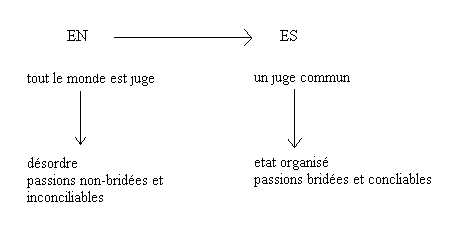 EN ES
tout le monde est juge un juge commun
désordre etat organisé
passions non-bridées et passions bridées et concliables
inconciliables